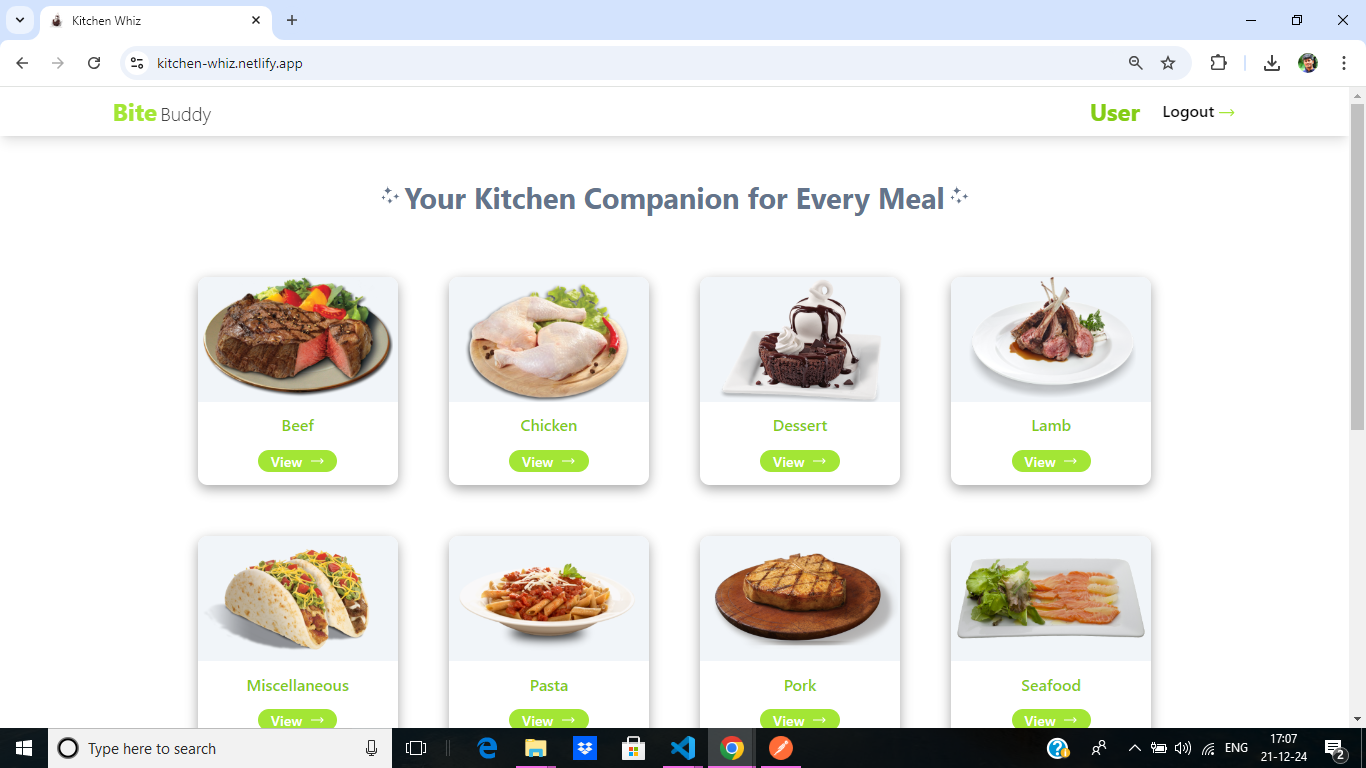 Kitchen Whiz
kitchen-whiz.netlify.app
Bite Buddy
User
Logout →
Your Kitchen Companion for Every Meal
Beef
Chicken
Dessert
Lamb
View →
View →
View →
View →
Miscellaneous
Pasta
Pork
Seafood
View →
View →
View →
View →
Type here to search
ENG
17:07
21-12-24
2